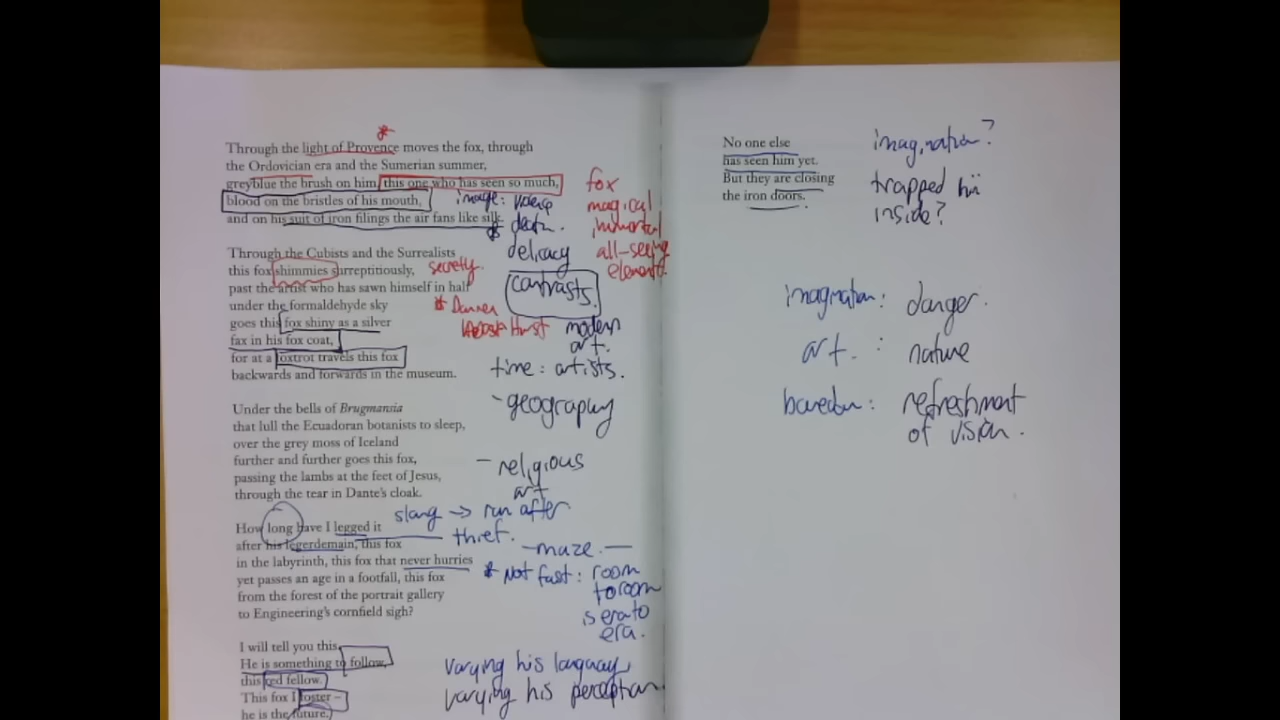 Through the light of Provence moves the fox, through
the Ordovician era and the Sumerian summer,
greyblue the brush on him, this one who has seen so much,
blood on the bristles of his mouth,
and on his suit of iron filings the air fans like silk.
Through the Cubists and the Surrealists
this fox shimmies surreptitiously,
past the artist who has sawn himself in half
under the formaldehyde sky
goes this fox shiny as a silver
fax in his fox coat,
for at a foxtrot travels this fox
backwards and forwards in the museum.
Under the bells of Brugmansia
that lull the Ecuadoran botanists to sleep,
over the grey moss of Iceland
further and further goes this fox,
passing the lambs at the feet of Jesus,
through the tear in Dante's cloak.
How long have I legged it
after his legerdemain, this fox
in the labyrinth, this fox that never hurries
yet passes an age in a footfall, this fox
from the forest of the portrait gallery
to Engineering's cornfield sigh?
I will tell you this.
He is something to follow,
this red fellow.
This fox I foster –
he is the future.
fox
magical
immortal
all-seeing
element
image:
death.
delicacy
contrasts.
secretly.
* Damien
Hirst
modern
art.
time: artists.
- geography
- religious
art
slang → run after
thief.
- maze. -
* Not fast: room
to room
is era to
era.
varying his language
varying his perception
No one else
has seen him yet.
But they are closing
the iron doors.
imagination?
trapped him
inside?
imagination: danger.
art. : nature
boredom: refreshment
of vision.